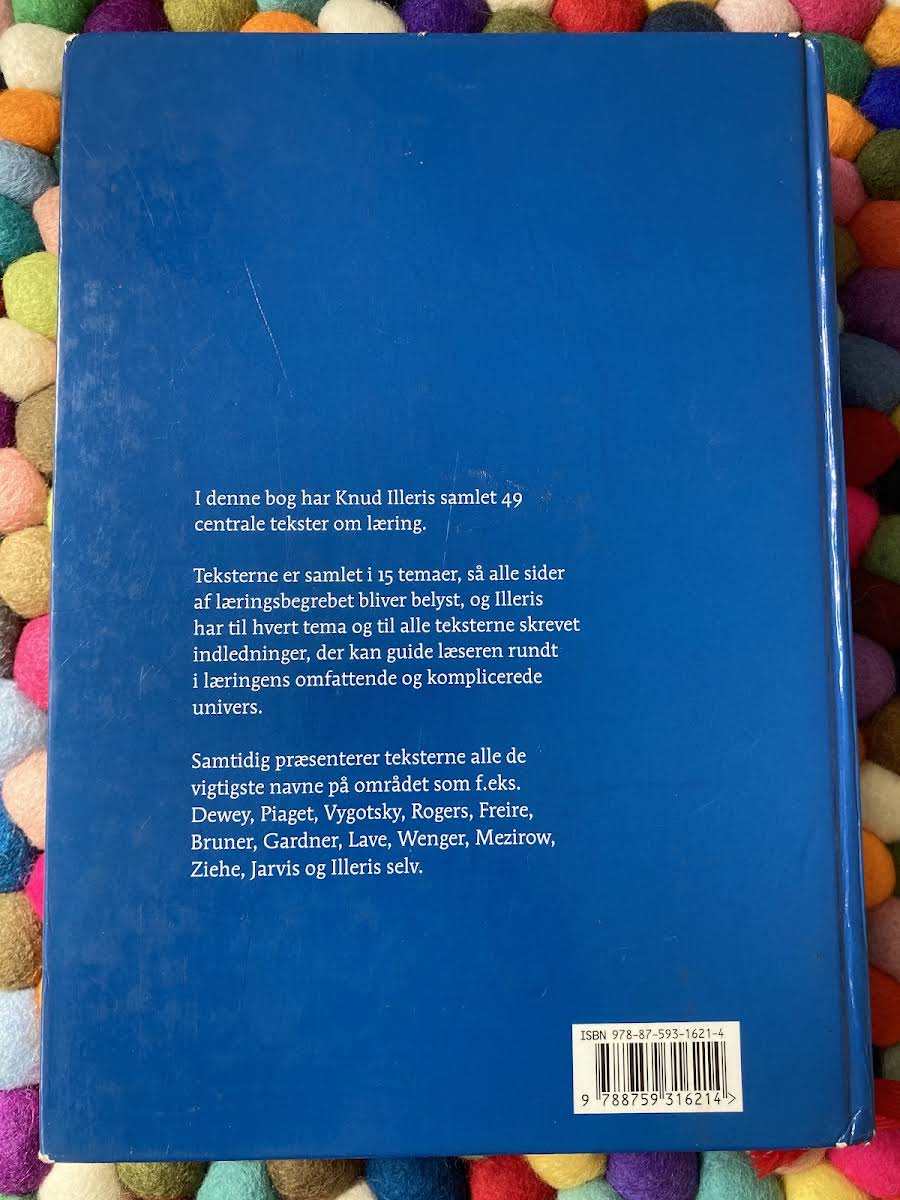 I denne bog har Knud Illeris samlet 49
centrale tekster om læring.
Teksterne er samlet i 15 temaer, så alle sider
af læringsbegrebet bliver belyst, og Illeris
har til hvert tema og til alle teksterne skrevet
indledninger, der kan guide læseren rundt
i læringens omfattende og komplicerede
univers.
Samtidig præsenterer teksterne alle de
vigtigste navne på området som f.eks.
Dewey, Piaget, Vygotsky, Rogers, Freire,
Bruner, Gardner, Lave, Wenger, Mezirow,
Ziehe, Jarvis og Illeris selv.
ISBN 978-87-593-1621-4
9 788759 316214 >